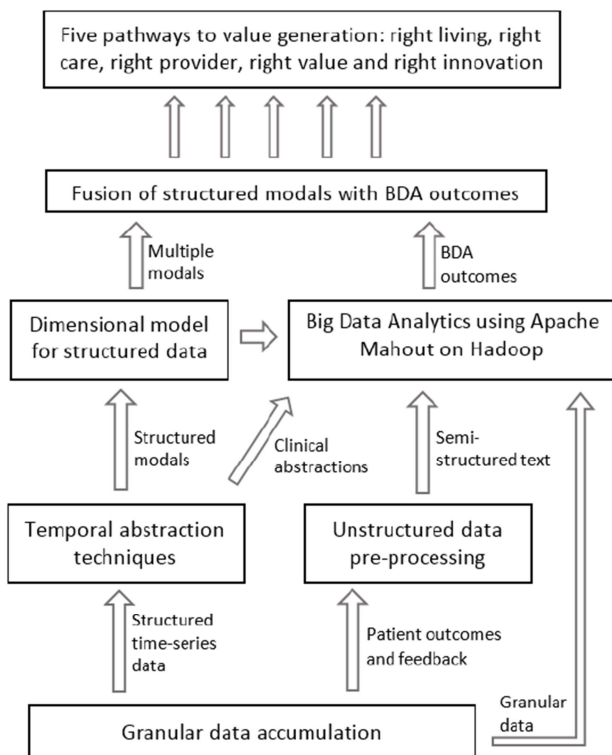 Five pathways to value generation: right living, right
care, right provider, right value and right innovation
Fusion of structured modals with BDA outcomes
Multiple
modals
BDA
outcomes
Dimensional model
for structured data
Big Data Analytics using Apache
Mahout on Hadoop
Structured
modals
Clinical
abstractions
Semi-
structured text
Temporal abstraction
techniques
Unstructured data
pre-processing
Structured
time-series
data
Patient outcomes
and feedback
Granular
data
Granular data accumulation